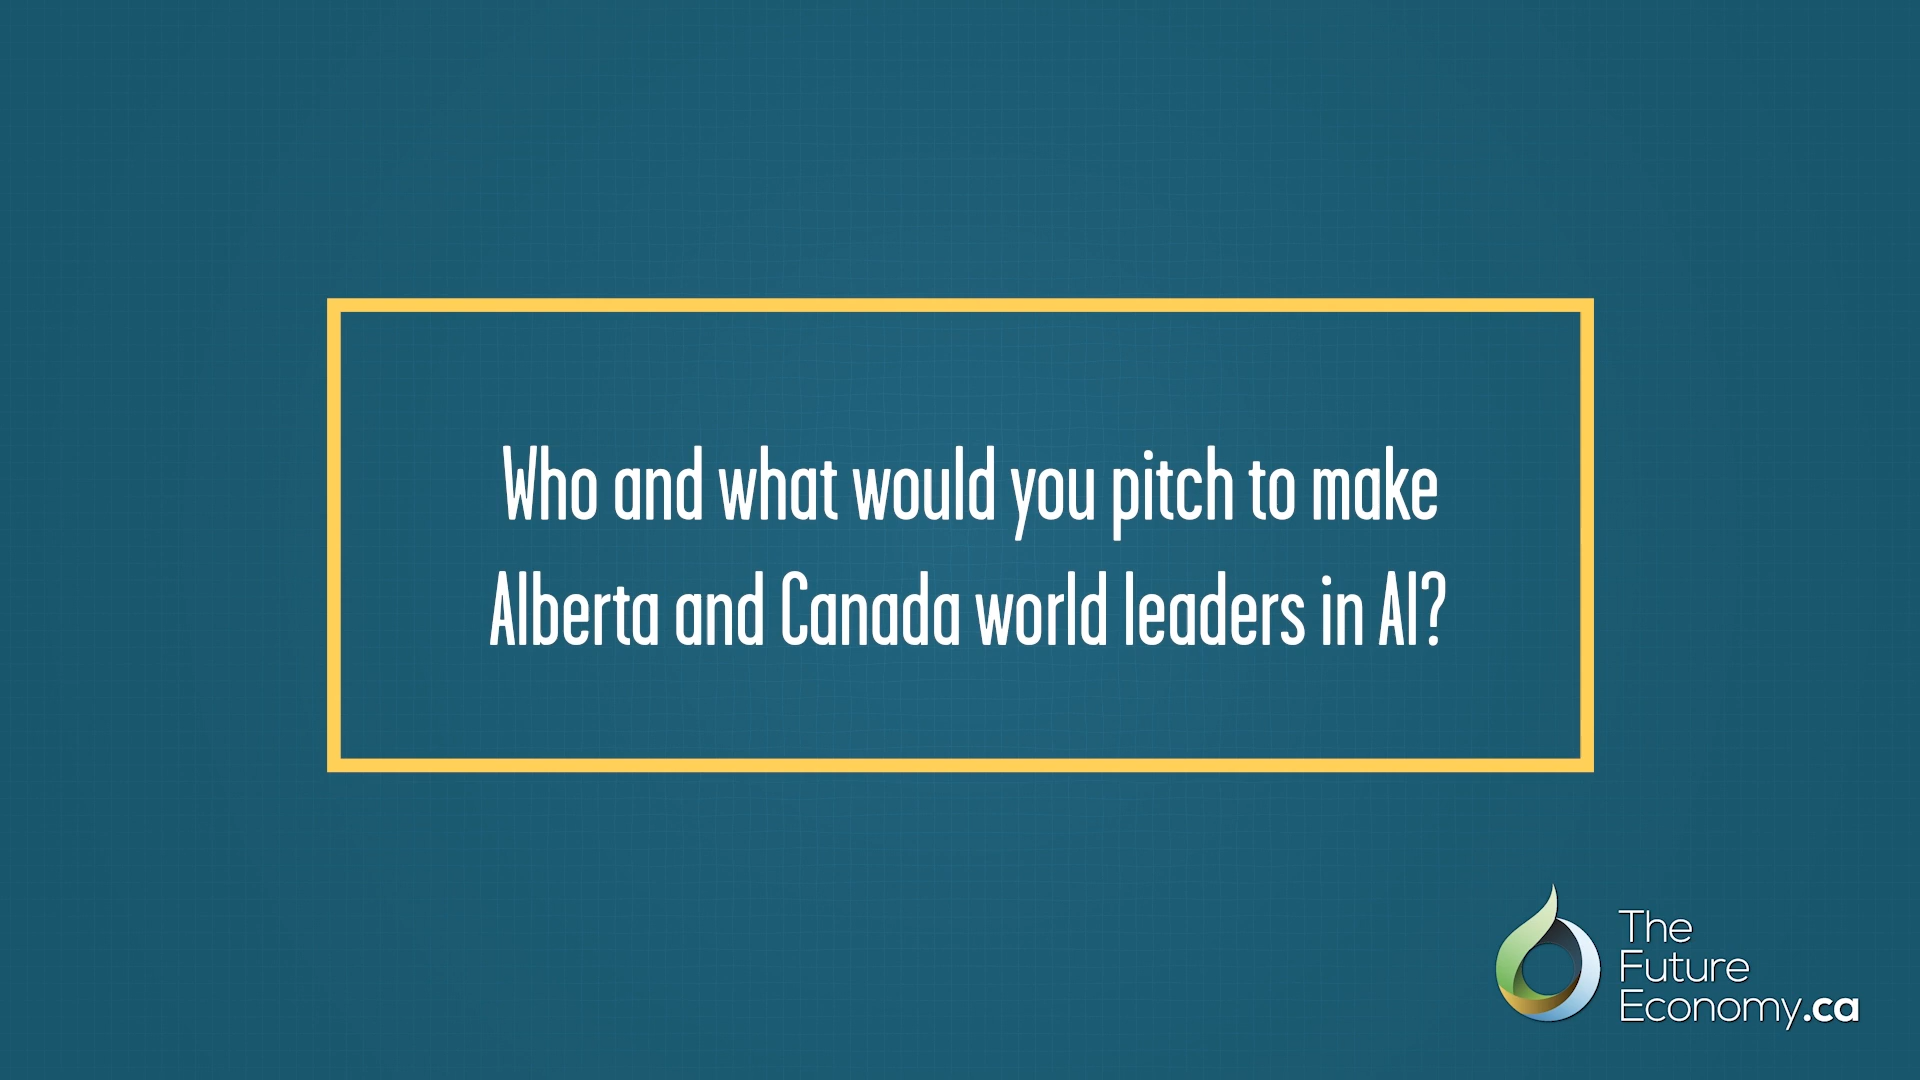 Who and what would you pitch to make
Alberta and Canada world leaders in AI?
The
Future
Economy.ca